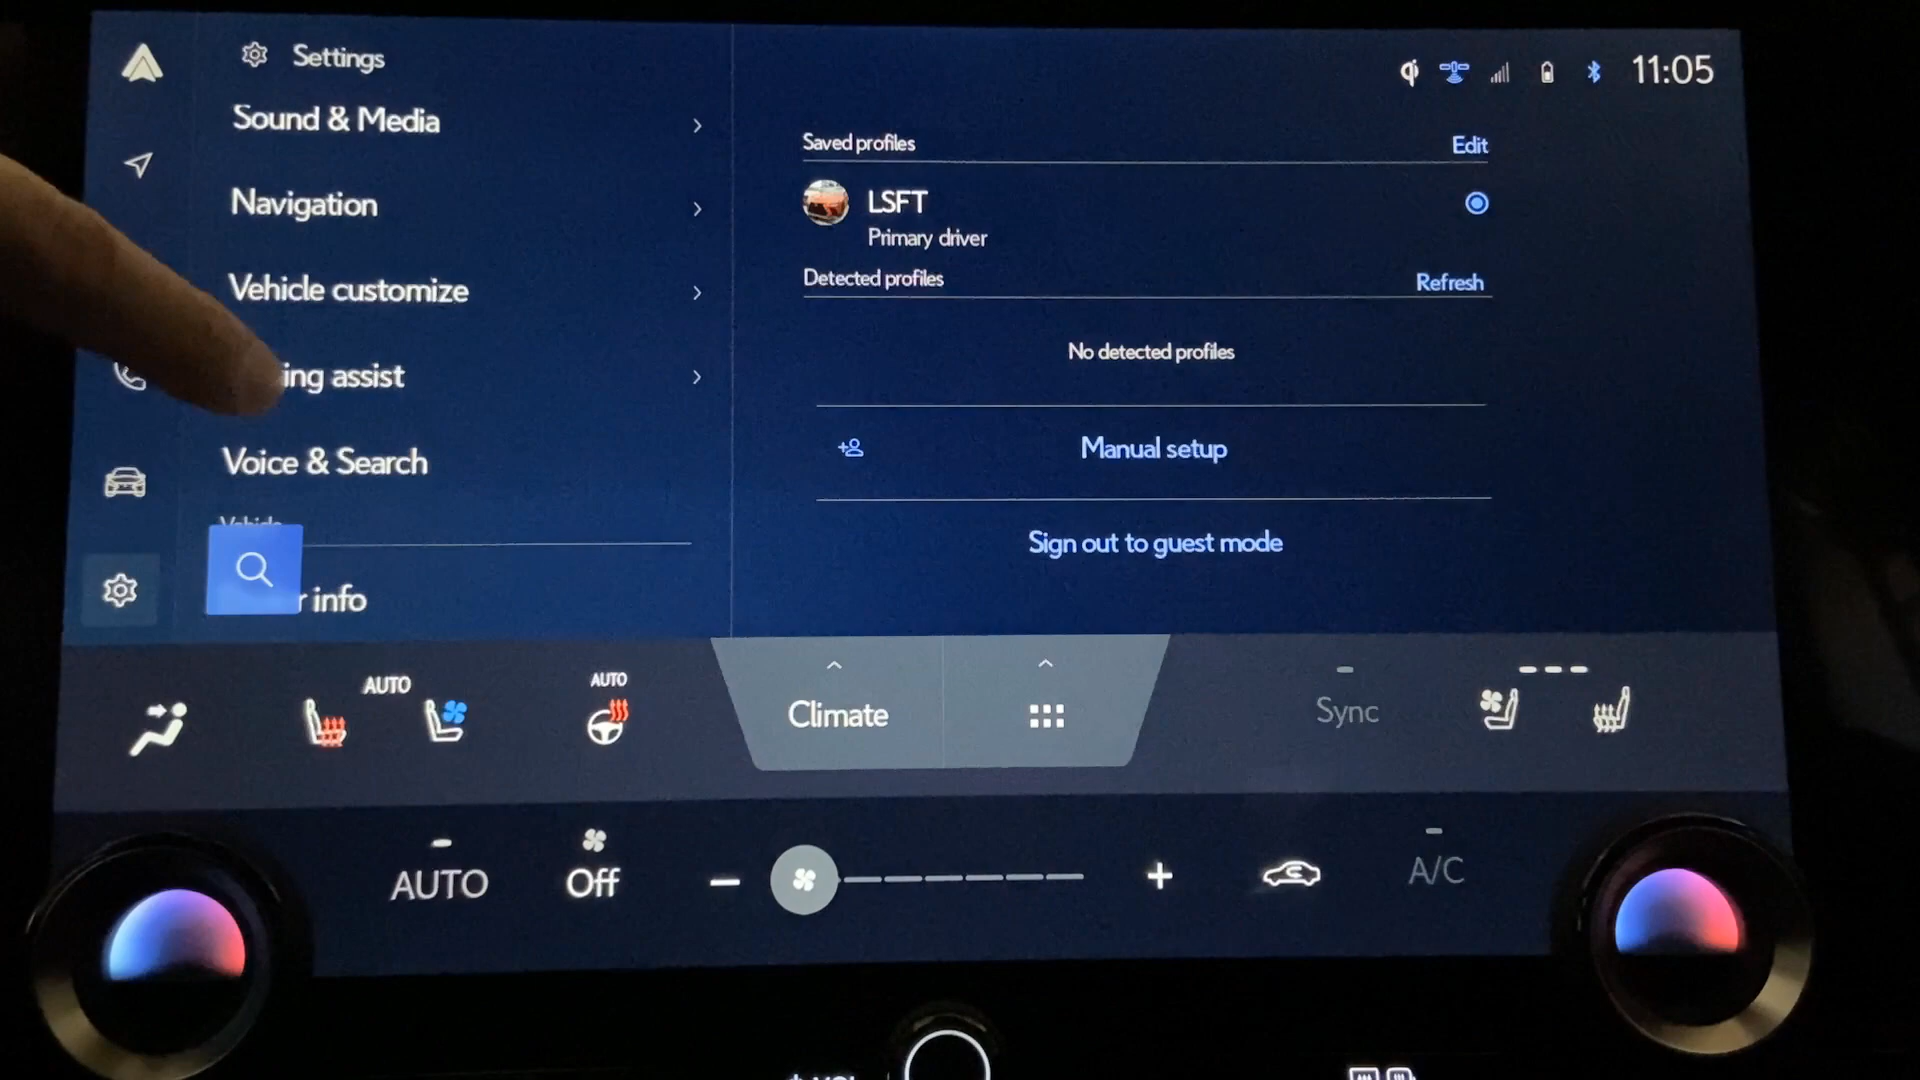 Settings
11:05
Sound & Media
Navigation
Vehicle customize
ing assist
Voice & Search
Vehicle
r info
Saved profiles
Edit
LSFT
Primary driver
Detected profiles
Refresh
No detected profiles
Manual setup
Sign out to guest mode
AUTO
AUTO
Climate
Sync
AUTO
Off
A/C